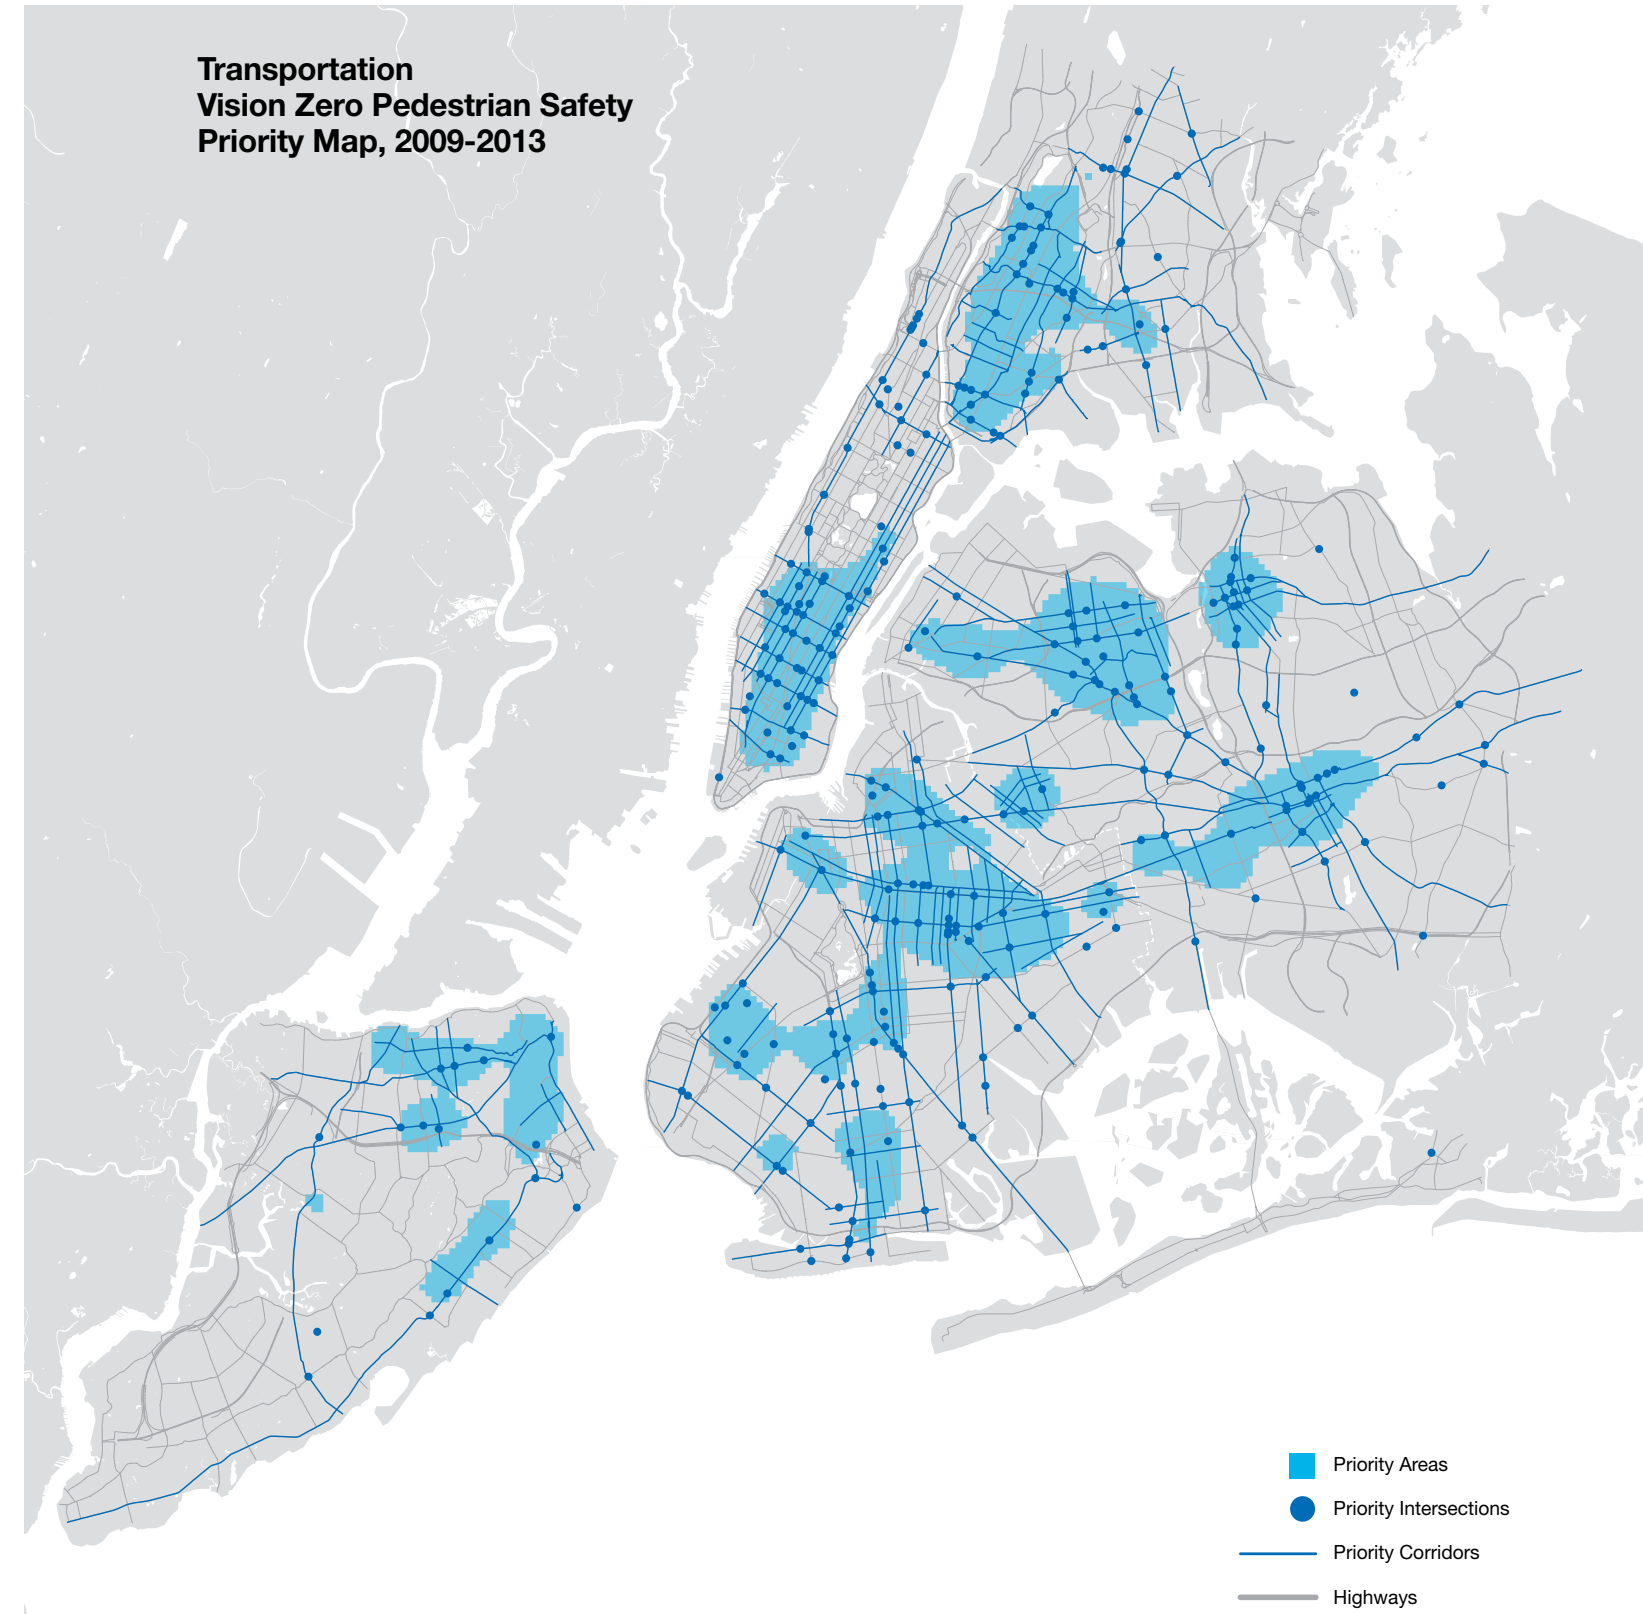 Transportation
Vision Zero Pedestrian Safety
Priority Map, 2009-2013
Priority Areas
Priority Intersections
Priority Corridors
Highways